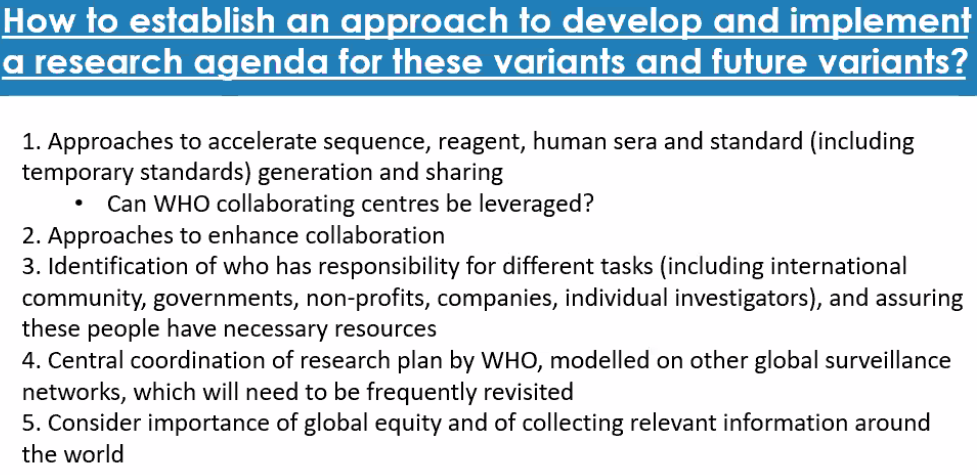 How to establish an approach to develop and implement
a research agenda for these variants and future variants?
1. Approaches to accelerate sequence, reagent, human sera and standard (including
temporary standards) generation and sharing
• Can WHO collaborating centres be leveraged?
2. Approaches to enhance collaboration
3. Identification of who has responsibility for different tasks (including international
community, governments, non-profits, companies, individual investigators), and assuring
these people have necessary resources
4. Central coordination of research plan by WHO, modelled on other global surveillance
networks, which will need to be frequently revisited
5. Consider importance of global equity and of collecting relevant information around
the world